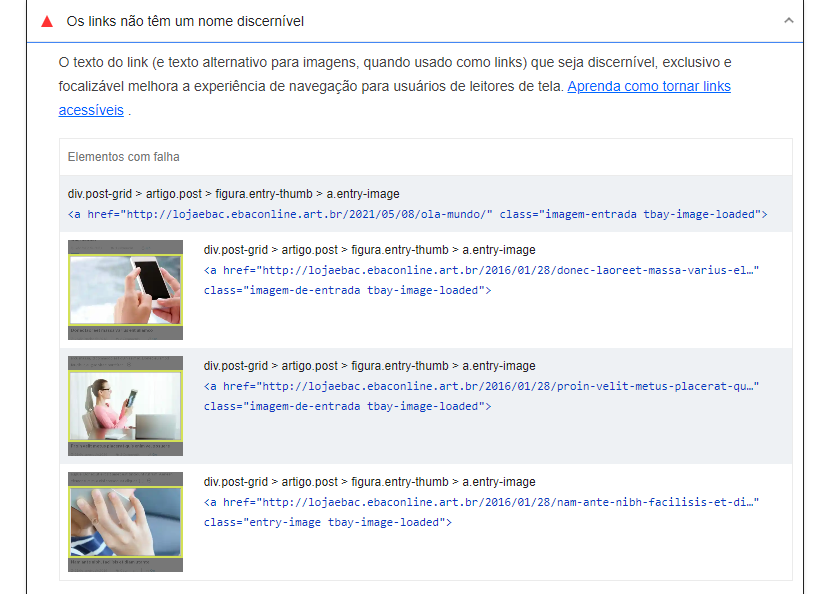 Os links não têm um nome discernível
O texto do link (e texto alternativo para imagens, quando usado como links) que seja discernível, exclusivo e
focalizável melhora a experiência de navegação para usuários de leitores de tela. Aprenda como tornar links
acessíveis .
Elementos com falha
div.post-grid > artigo.post > figura.entry-thumb > a.entry-image
<a href="http://lojaebac.ebaconline.art.br/2021/05/08/ola-mundo/" class="imagem-entrada tbay-image-loaded">
div.post-grid > artigo.post > figura.entry-thumb > a.entry-image
<a href="http://lojaebac.ebaconline.art.br/2016/01/28/donec-laoreet-massa-varius-el…"
class="imagem-de-entrada tbay-image-loaded">
div.post-grid > artigo.post > figura.entry-thumb > a.entry-image
<a href="http://lojaebac.ebaconline.art.br/2016/01/28/proin-velit-metus-placerat-qu…"
class="imagem-de-entrada tbay-image-loaded">
div.post-grid > artigo.post > figura.entry-thumb > a.entry-image
<a href="http://lojaebac.ebaconline.art.br/2016/01/28/nam-ante-nibh-facilisis-et-di…"
class="entry-image tbay-image-loaded">